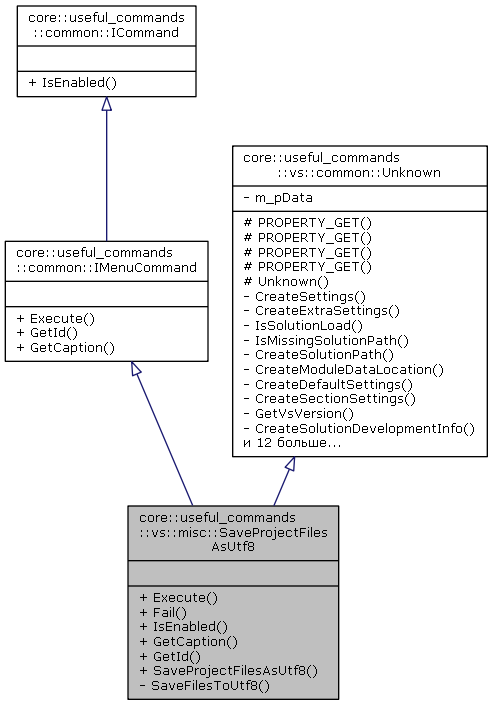 core::useful_commands
::common::ICommand
+ IsEnabled()
core::useful_commands
::vs::common::Unknown
- m_pData
# PROPERTY_GET()
# PROPERTY_GET()
# PROPERTY_GET()
# PROPERTY_GET()
# Unknown()
- CreateSettings()
- CreateExtraSettings()
- IsSolutionLoad()
- IsMissingSolutionPath()
- CreateSolutionPath()
- CreateModuleDataLocation()
- CreateDefaultSettings()
- CreateSectionSettings()
- GetVsVersion()
- CreateSolutionDevelopmentInfo()
и 12 больше...
core::useful_commands
::common::IMenuCommand
+ Execute()
+ GetId()
+ GetCaption()
core::useful_commands
::vs::misc::SaveProjectFiles
AsUtf8
+ Execute()
+ Fail()
+ IsEnabled()
+ GetCaption()
+ GetId()
+ SaveProjectFilesAsUtf8()
- SaveFilesToUtf8()